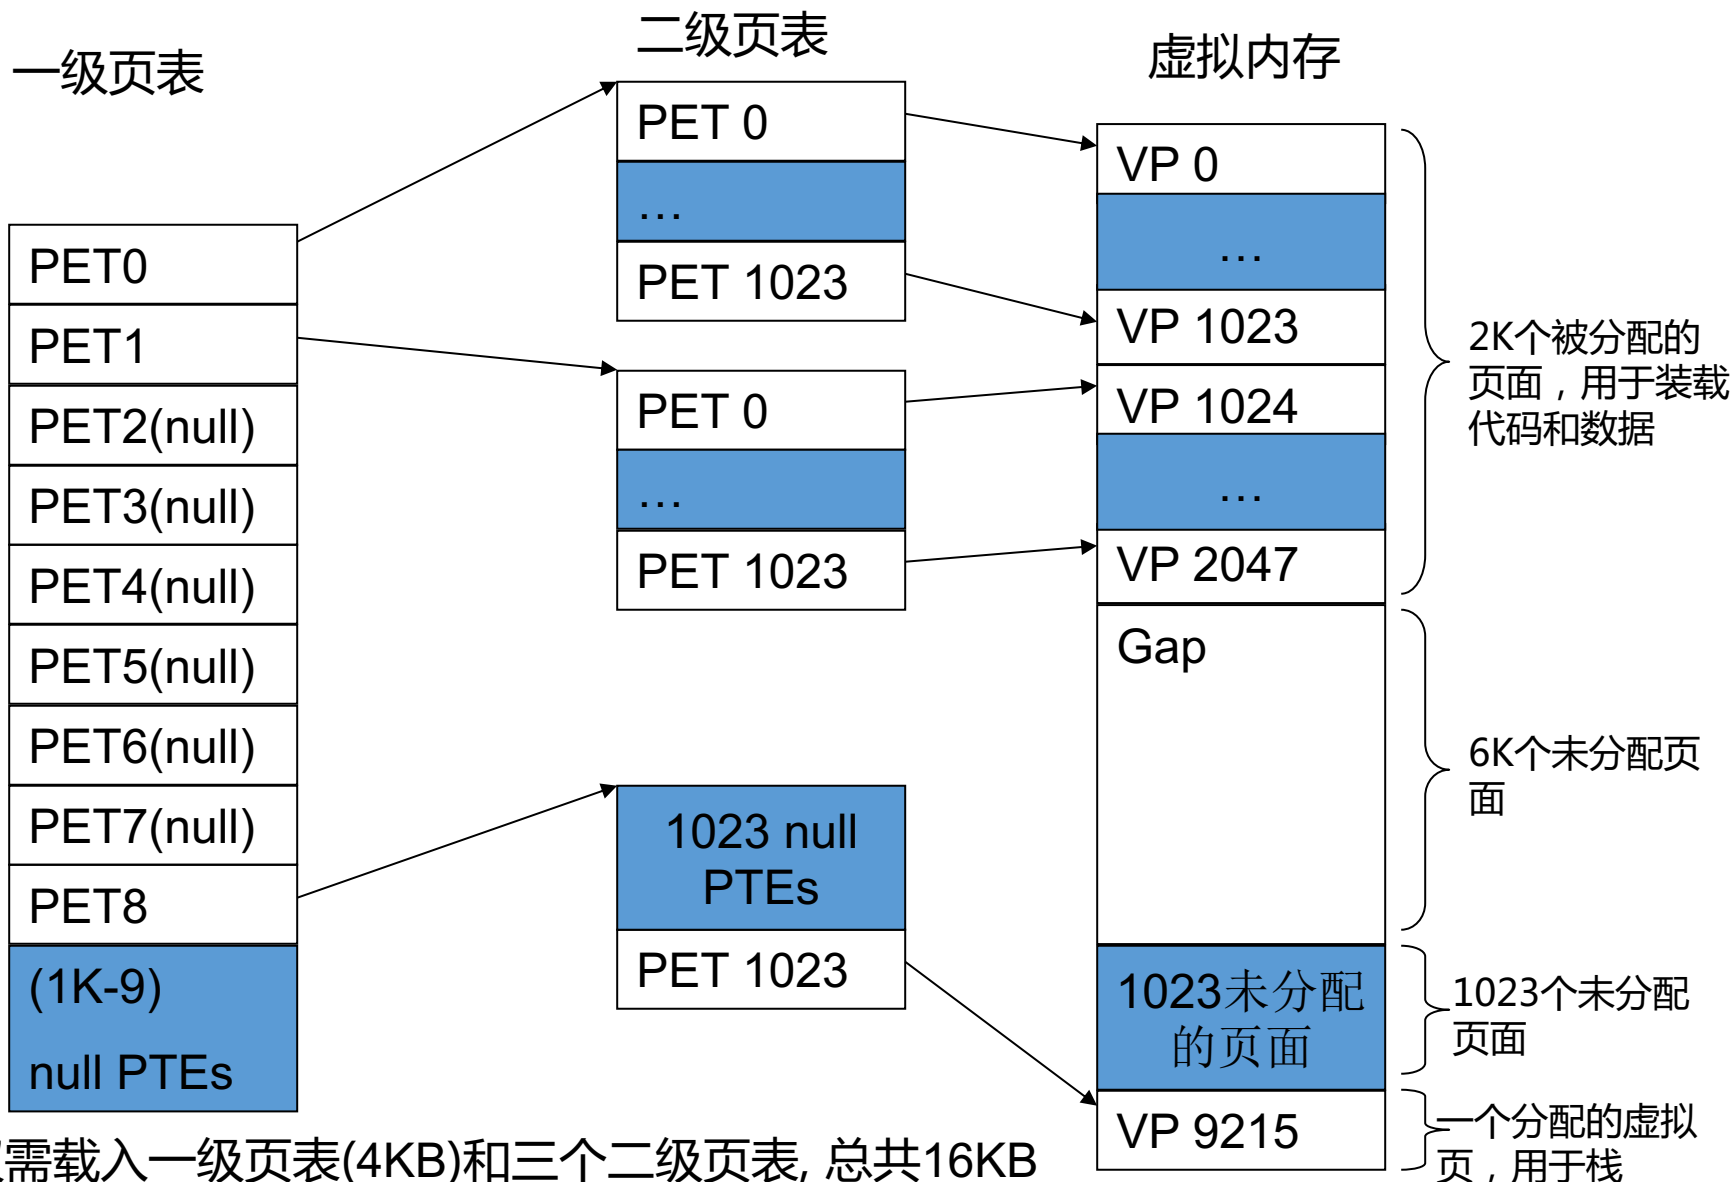 一级页表
二级页表
虚拟内存
PET0
PET1
PET2(null)
PET3(null)
PET4(null)
PET5(null)
PET6(null)
PET7(null)
PET8
(1K-9)
null PTEs
PET 0
…
PET 1023
PET 0
…
PET 1023
1023 null
PTEs
PET 1023
VP 0
…
VP 1023
VP 1024
…
VP 2047
Gap
1023未分配
的页面
VP 9215
2K个被分配的
页面，用于装载
代码和数据
6K个未分配页
面
1023个未分配
页面
一个分配的虚拟
页，用于栈
需载入一级页表(4KB)和三个二级页表, 总共16KB